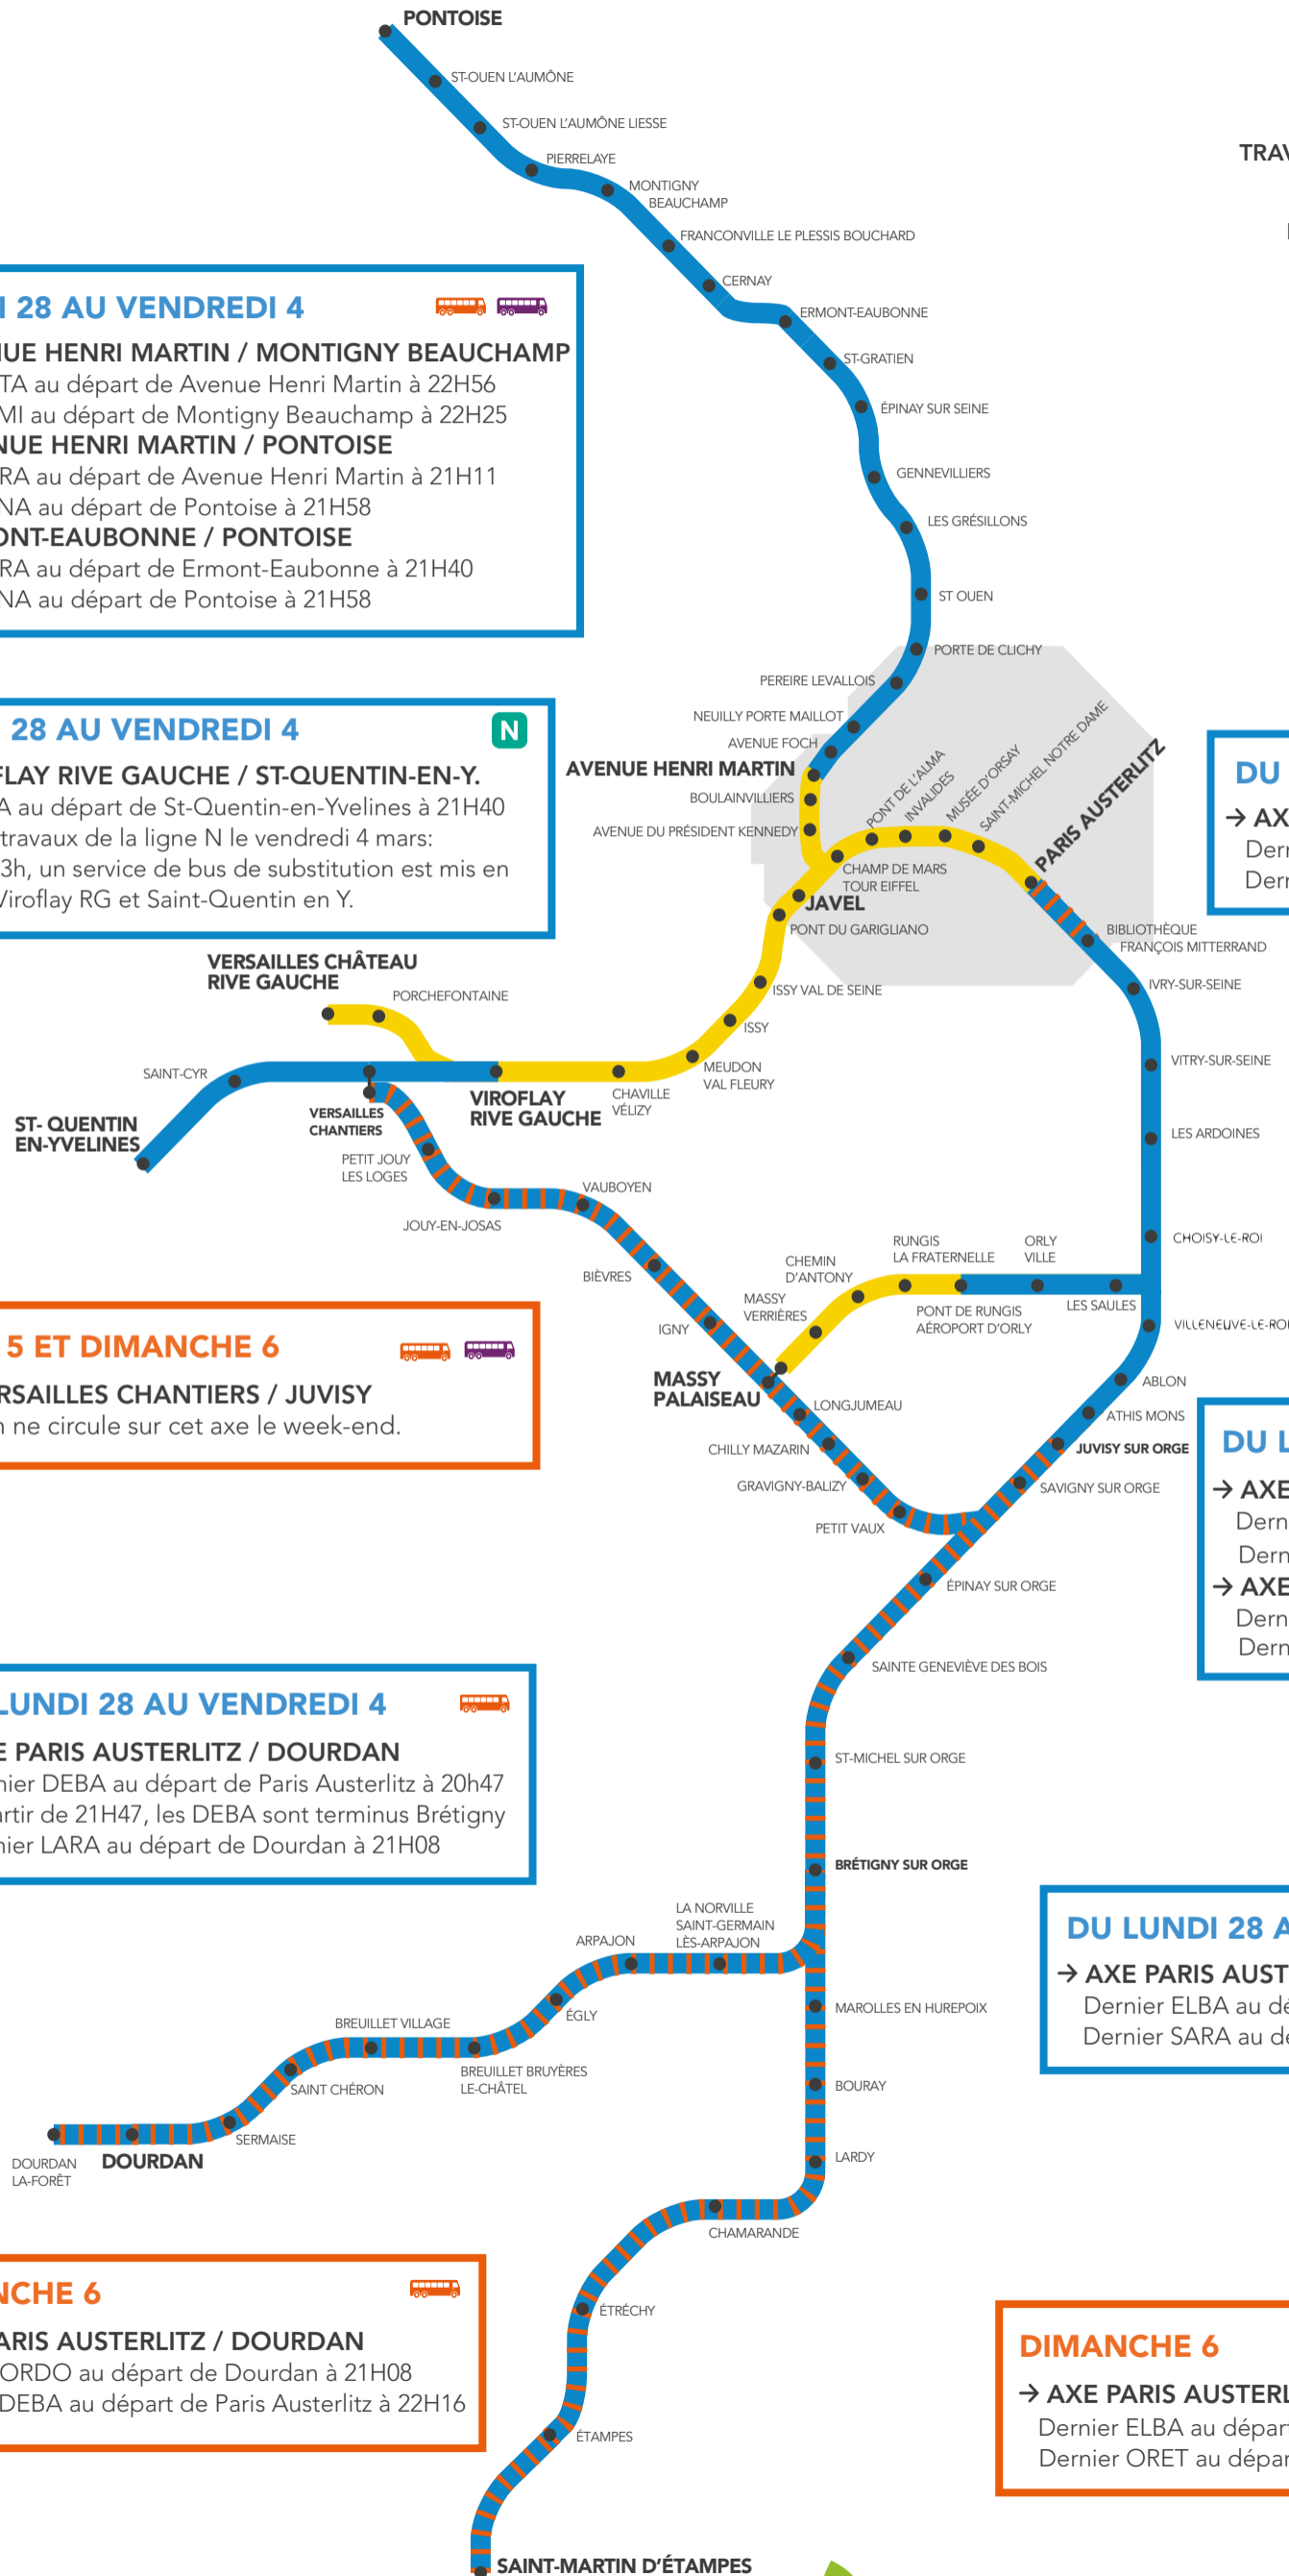 PONTOISE
ST-OUEN L'AUMÔNE
ST-OUEN L'AUMÔNE LIESSE
PIERRELAYE
TRAV
MONTIGNY
BEAUCHAMP
FRANCONVILLE LE PLESSIS BOUCHARD
CERNAY
ERMONT-EAUBONNE
ST-GRATIEN
ÉPINAY SUR SEINE
GENNEVILLIERS
LES GRÉSILLONS
ST OUEN
PORTE DE CLICHY
PEREIRE LEVALLOIS
NEUILLY PORTE MAILLOT
AVENUE FOCH
AVENUE HENRI MARTIN
BOULAINVILLIERS
AVENUE DU PRÉSIDENT KENNEDY
I 28 AU VENDREDI 4
UE HENRI MARTIN / MONTIGNY BEAUCHAMP
TA au départ de Avenue Henri Martin à 22H56
MI au départ de Montigny Beauchamp à 22H25
NUE HENRI MARTIN / PONTOISE
RA au départ de Avenue Henri Martin à 21H11
NA au départ de Pontoise à 21H58
ONT-EAUBONNE / PONTOISE
RA au départ de Ermont-Eaubonne à 21H40
NA au départ de Pontoise à 21H58
28 AU VENDREDI 4
N
FLAY RIVE GAUCHE / ST-QUENTIN-EN-Y.
A au départ de St-Quentin-en-Yvelines à 21H40
travaux de la ligne N le vendredi 4 mars:
3h, un service de bus de substitution est mis en
Viroflay RG et Saint-Quentin en Y.
PONT DE L'ALMA
INVALIDES
MUSÉE D'ORSAY
SAINT-MICHEL NOTRE DAME
PARIS AUSTERLITZ
CHAMP DE MARS
TOUR EIFFEL
JAVEL
PONT DU GARIGLIANO
ISSY VAL DE SEINE
ISSY
MEUDON
VAL FLEURY
CHAVILLE
VÉLIZY
VIROFLAY
RIVE GAUCHE
VERSAILLES CHÂTEAU
RIVE GAUCHE
PORCHEFONTAINE
SAINT-CYR
ST- QUENTIN
EN-YVELINES
VERSAILLES
CHANTIERS
PETIT JOUY
LES LOGES
JOUY-EN-JOSAS
VAUBOYEN
BIÈVRES
IGNY
MASSY
PALAISEAU
MASSY
VERRIÈRES
CHEMIN
D'ANTONY
RUNGIS
LA FRATERNELLE
PONT DE RUNGIS
AÉROPORT D'ORLY
ORLY
VILLE
LES SAULES
DU
→ AX
Dern
Dern
BIBLIOTHÈQUE
FRANÇOIS MITTERRAND
IVRY-SUR-SEINE
VITRY-SUR-SEINE
LES ARDOINES
CHOISY-LE-ROI
VILLENEUVE-LE-ROI
ABLON
ATHIS MONS
JUVISY SUR ORGE
SAVIGNY SUR ORGE
LONGJUMEAU
CHILLY MAZARIN
GRAVIGNY-BALIZY
PETIT VAUX
5 ET DIMANCHE 6
RSAILLES CHANTIERS / JUVISY
n ne circule sur cet axe le week-end.
DU L
→ AXE
Dern
Dern
→ AXE
Dern
Dern
ÉPINAY SUR ORGE
SAINTE GENEVIÈVE DES BOIS
ST-MICHEL SUR ORGE
BRÉTIGNY SUR ORGE
LUNDI 28 AU VENDREDI 4
E PARIS AUSTERLITZ / DOURDAN
nier DEBA au départ de Paris Austerlitz à 20h47
artir de 21H47, les DEBA sont terminus Brétigny
nier LARA au départ de Dourdan à 21H08
LA NORVILLE
SAINT-GERMAIN
LÈS-ARPAJON
ARPAJON
ÉGLY
BREUILLET BRUYÈRES
LE-CHÂTEL
BREUILLET VILLAGE
SAINT CHÉRON
SERMAISE
DOURDAN
DOURDAN
LA-FORÊT
DU LUNDI 28 A
→ AXE PARIS AUST
Dernier ELBA au dé
Dernier SARA au dé
MAROLLES EN HUREPOIX
BOURAY
LARDY
CHAMARANDE
ÉTRÉCHY
ÉTAMPES
SAINT-MARTIN D'ÉTAMPES
NCHE 6
ARIS AUSTERLITZ / DOURDAN
ORDO au départ de Dourdan à 21H08
DEBA au départ de Paris Austerlitz à 22H16
DIMANCHE 6
→ AXE PARIS AUSTERL
Dernier ELBA au départ
Dernier ORET au dépar